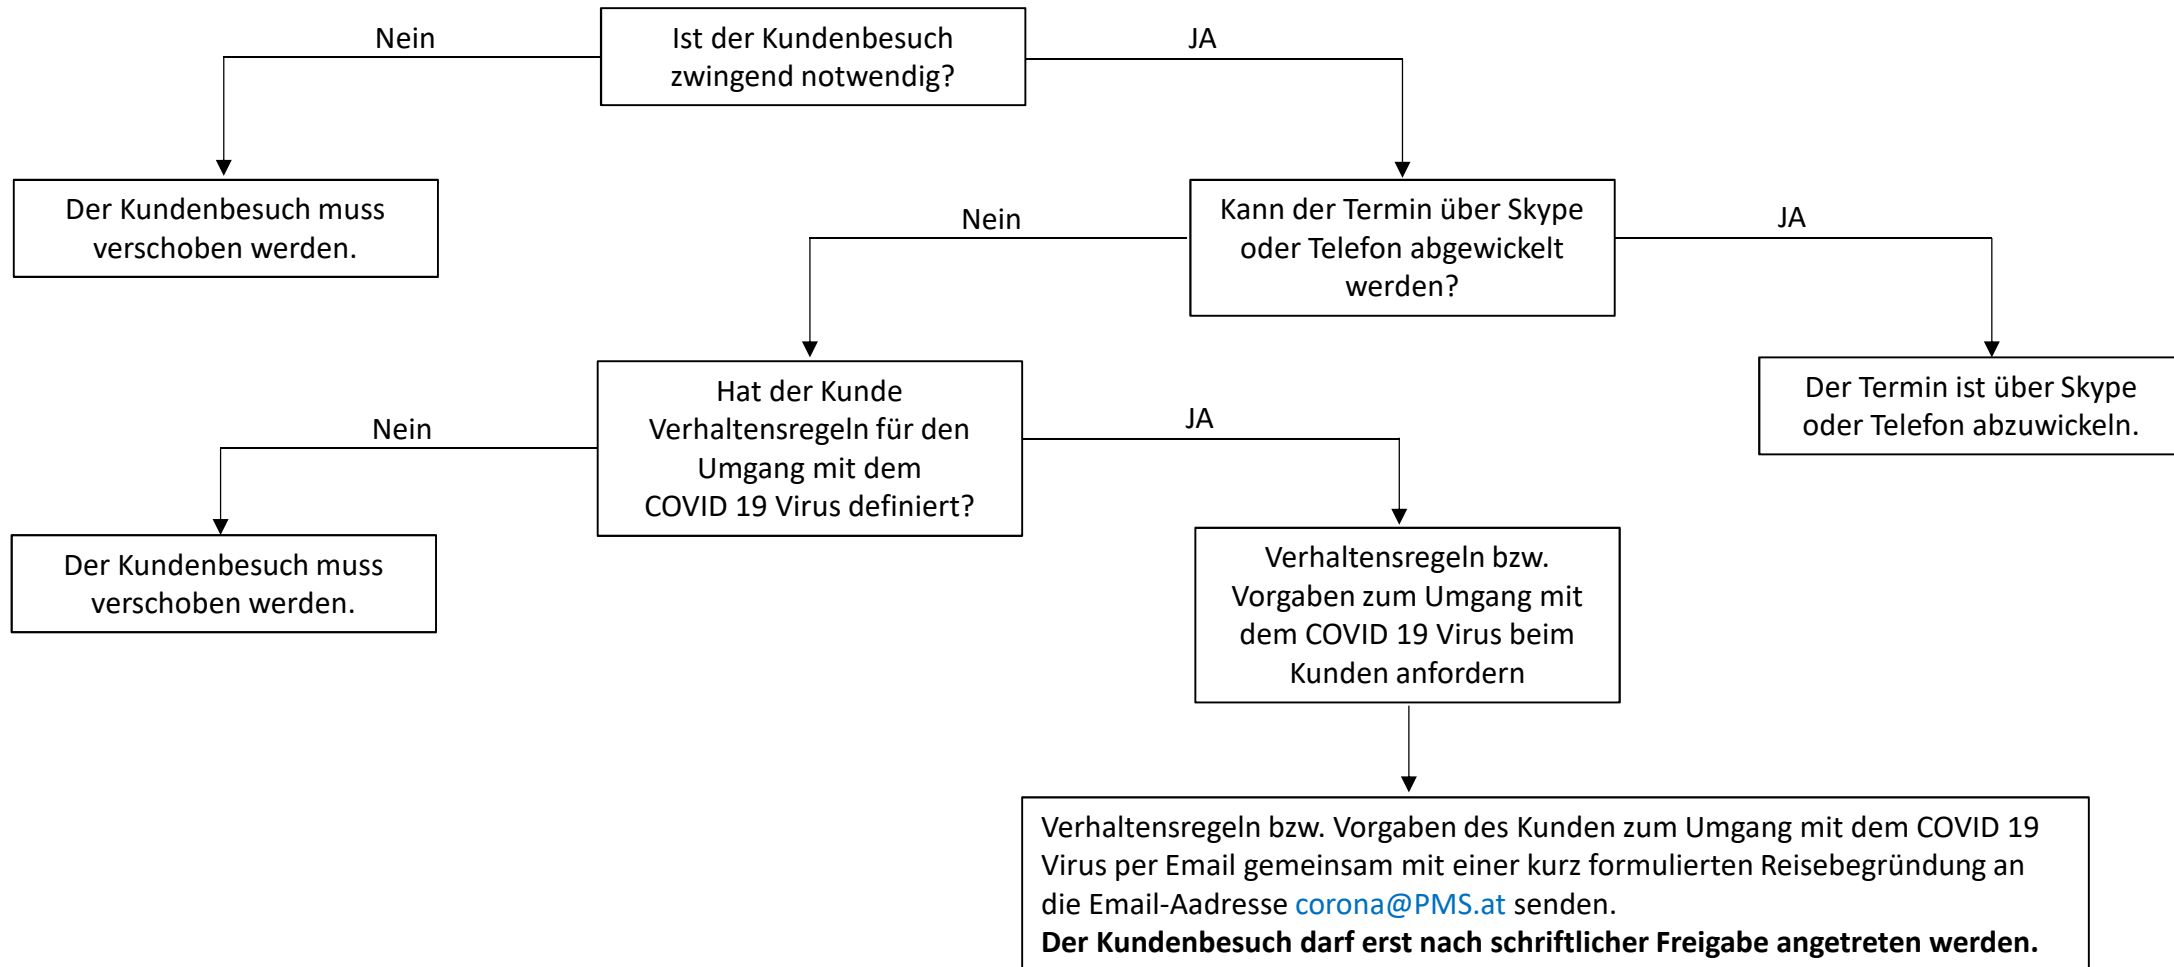 Nein
Ist der Kundenbesuch
zwingend notwendig?
JA
Der Kundenbesuch muss
verschoben werden.
Nein
Kann der Termin über Skype
oder Telefon abgewickelt
werden?
JA
Nein
Hat der Kunde
Verhaltensregeln für den
Umgang mit dem
COVID 19 Virus definiert?
JA
Der Termin ist über Skype
oder Telefon abzuwickeln.
Der Kundenbesuch muss
verschoben werden.
Verhaltensregeln bzw.
Vorgaben zum Umgang mit
dem COVID 19 Virus beim
Kunden anfordern
Verhaltensregeln bzw. Vorgaben des Kunden zum Umgang mit dem COVID 19
Virus per Email gemeinsam mit einer kurz formulierten Reisebegründung an
die Email-Aadresse corona@PMS.at senden.
Der Kundenbesuch darf erst nach schriftlicher Freigabe angetreten werden.